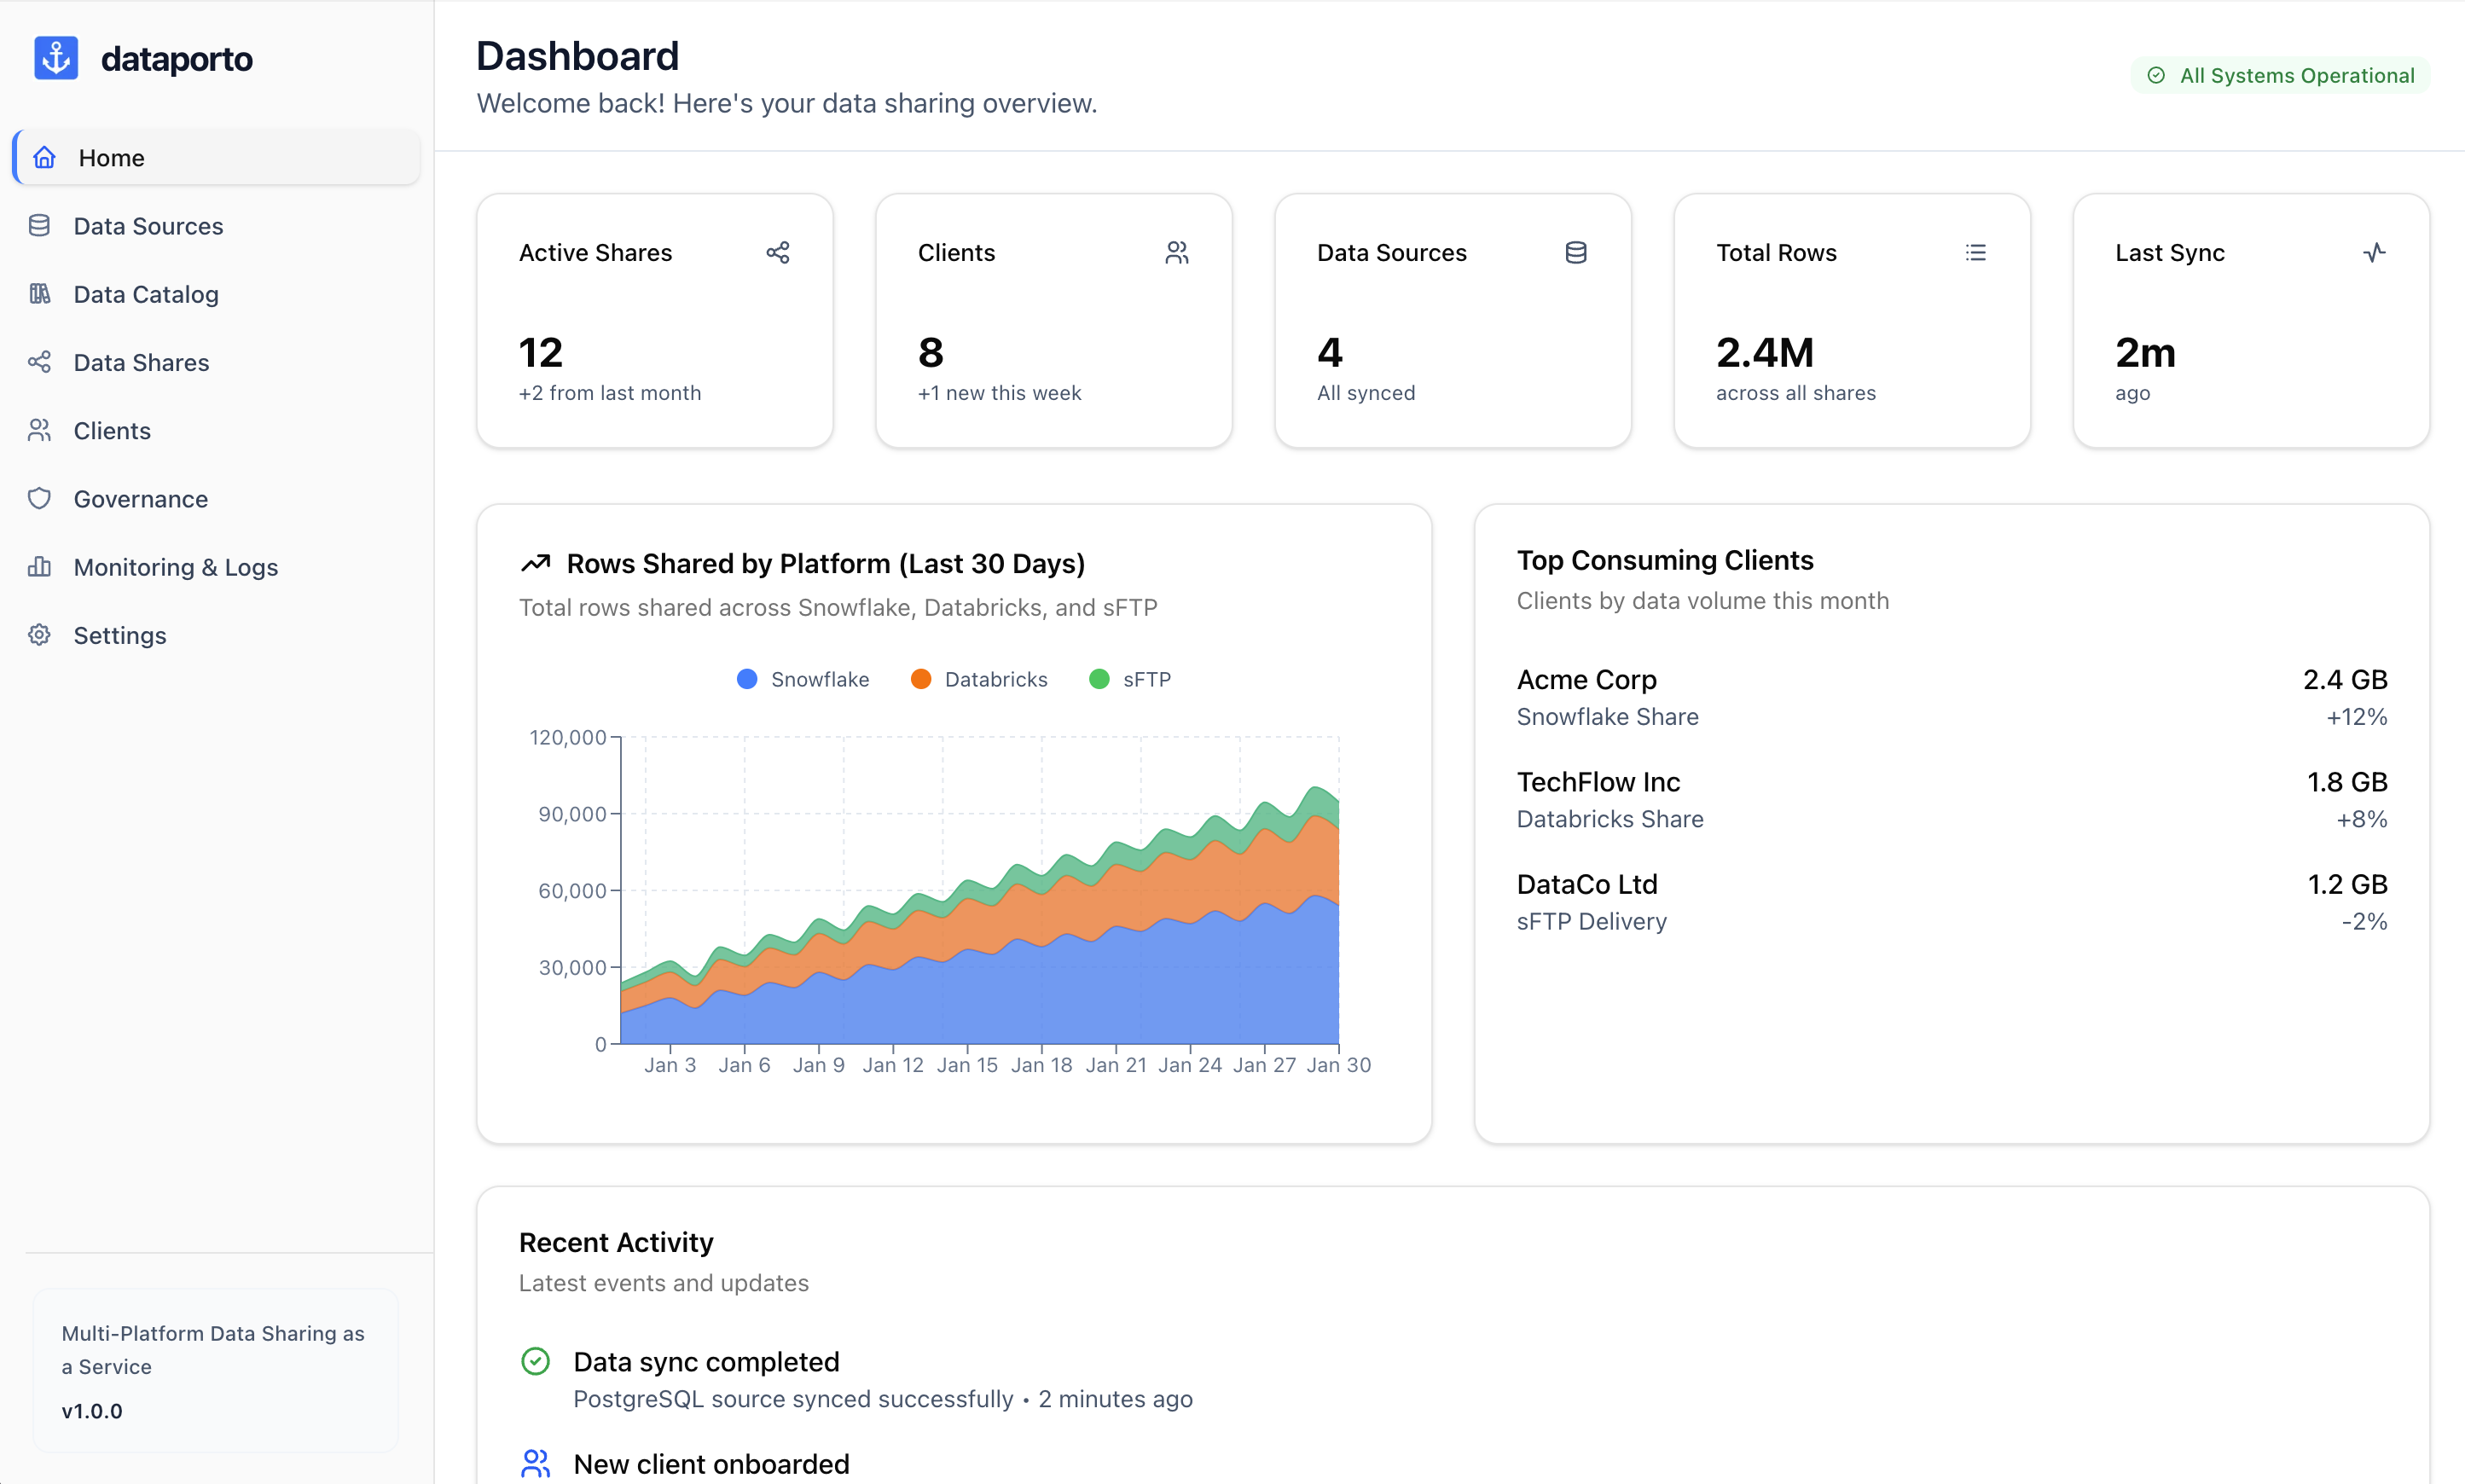 dataporto
Home
Data Sources
Data Catalog
Data Shares
Clients
Governance
Monitoring & Logs
Settings
Multi-Platform Data Sharing as
a Service
v1.0.0
Dashboard
Welcome back! Here's your data sharing overview.
All Systems Operational
Active Shares
12
+2 from last month
Clients
8
+1 new this week
Data Sources
4
All synced
Total Rows
2.4M
across all shares
Last Sync
2m
ago
Rows Shared by Platform (Last 30 Days)
Total rows shared across Snowflake, Databricks, and sFTP
Snowflake Databricks sFTP
120,000
90,000
60,000
30,000
0
Jan 3 Jan 6 Jan 9 Jan 12 Jan 15 Jan 18 Jan 21 Jan 24 Jan 27 Jan 30
Top Consuming Clients
Clients by data volume this month
Acme Corp 2.4 GB
Snowflake Share +12%
TechFlow Inc 1.8 GB
Databricks Share +8%
DataCo Ltd 1.2 GB
sFTP Delivery -2%
Recent Activity
Latest events and updates
Data sync completed
PostgreSQL source synced successfully • 2 minutes ago
New client onboarded